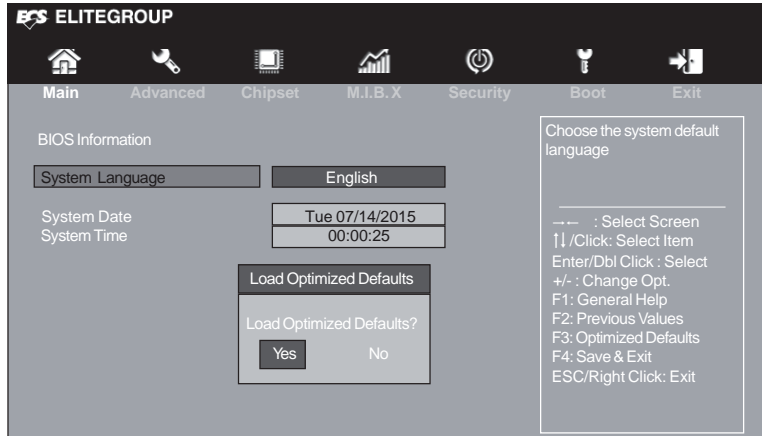 ECS ELITEGROUP
Main Advanced Chipset M.I.B.X Security Boot Exit
BIOS Information
System Language English
System Date Tue 07/14/2015
System Time 00:00:25
Load Optimized Defaults
Load Optimized Defaults?
Yes No
Choose the system default
language
→← : Select Screen
↑↓/Click: Select Item
Enter/Dbl Click : Select
+/- : Change Opt.
F1: General Help
F2: Previous Values
F3: Optimized Defaults
F4: Save & Exit
ESC/Right Click: Exit